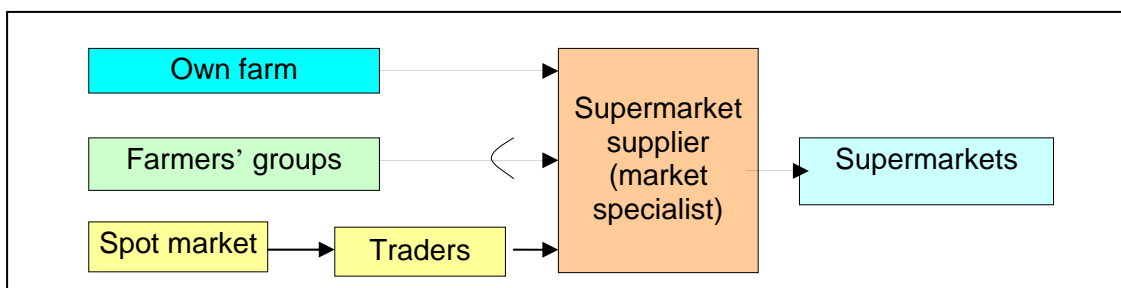 Own farm
Farmers’ groups
Spot market
Traders
Supermarket
supplier
(market
specialist)
Supermarkets